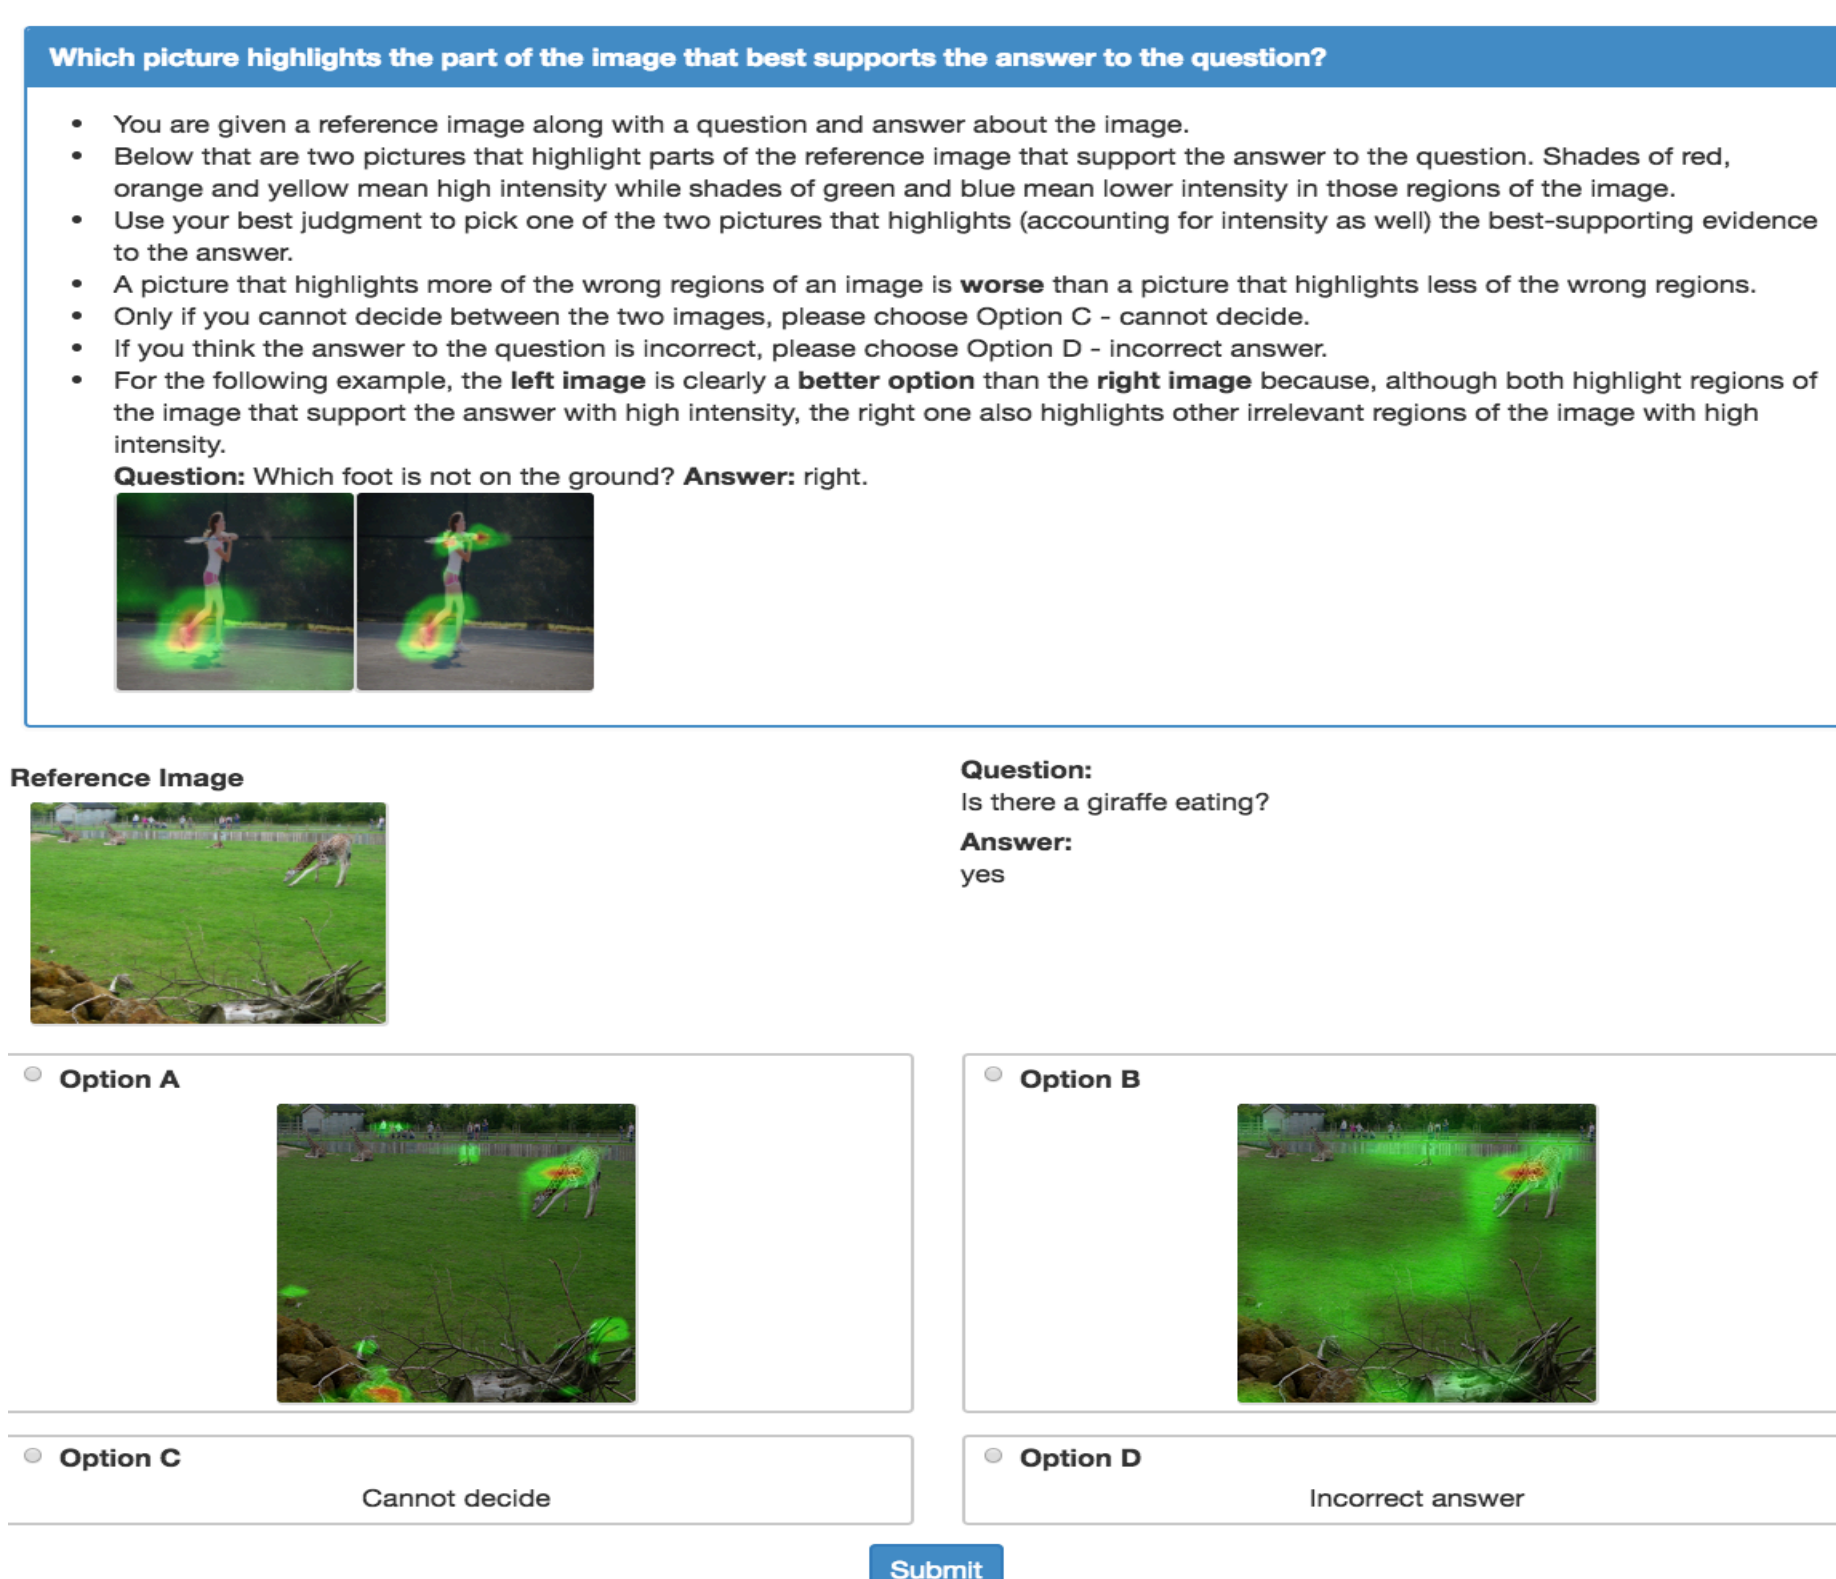 Which picture highlights the part of the image that best supports the answer to the question?
• You are given a reference image along with a question and answer about the image.
• Below that are two pictures that highlight parts of the reference image that support the answer to the question. Shades of red,
orange and yellow mean high intensity while shades of green and blue mean lower intensity in those regions of the image.
• Use your best judgment to pick one of the two pictures that highlights (accounting for intensity as well) the best-supporting evidence
to the answer.
• A picture that highlights more of the wrong regions of an image is worse than a picture that highlights less of the wrong regions.
• Only if you cannot decide between the two images, please choose Option C - cannot decide.
• If you think the answer to the question is incorrect, please choose Option D - incorrect answer.
• For the following example, the left image is clearly a better option than the right image because, although both highlight regions of
the image that support the answer with high intensity, the right one also highlights other irrelevant regions of the image with high
intensity.
Question: Which foot is not on the ground? Answer: right.
Reference Image
Question:
Is there a giraffe eating?
Answer:
yes
Option A
Option B
Option C
Cannot decide
Option D
Incorrect answer
Submit